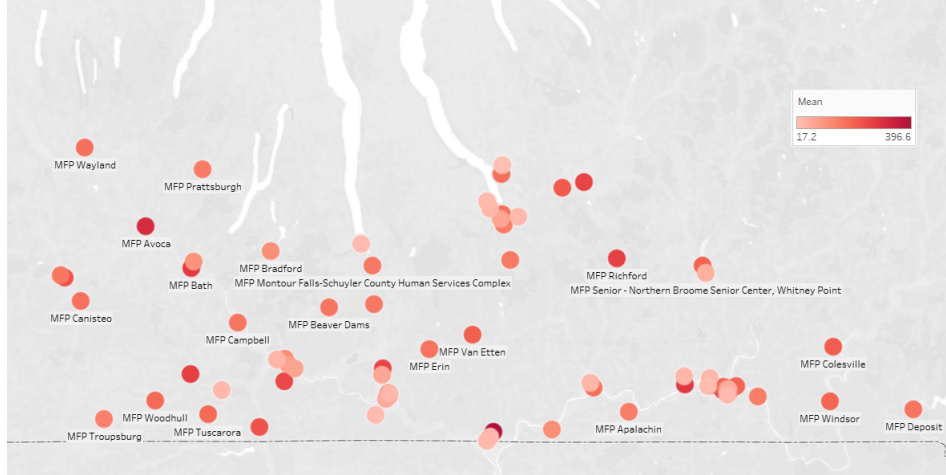 Mean
17.2 396.6
MFP Wayland
MFP Prattsburgh
MFP Avoca
MFP Bath
MFP Bradford
MFP Montour Falls-Schuyler County Human Services Complex
MFP Richford
MFP Senior - Northern Broome Senior Center, Whitney Point
MFP Canisteo
MFP Beaver Dams
MFP Campbell
MFP Van Etten
MFP Erin
MFP Colesville
MFP Woodhull
MFP Troupsburg
MFP Tuscarora
MFP Apalachin
MFP Windsor
MFP Deposit